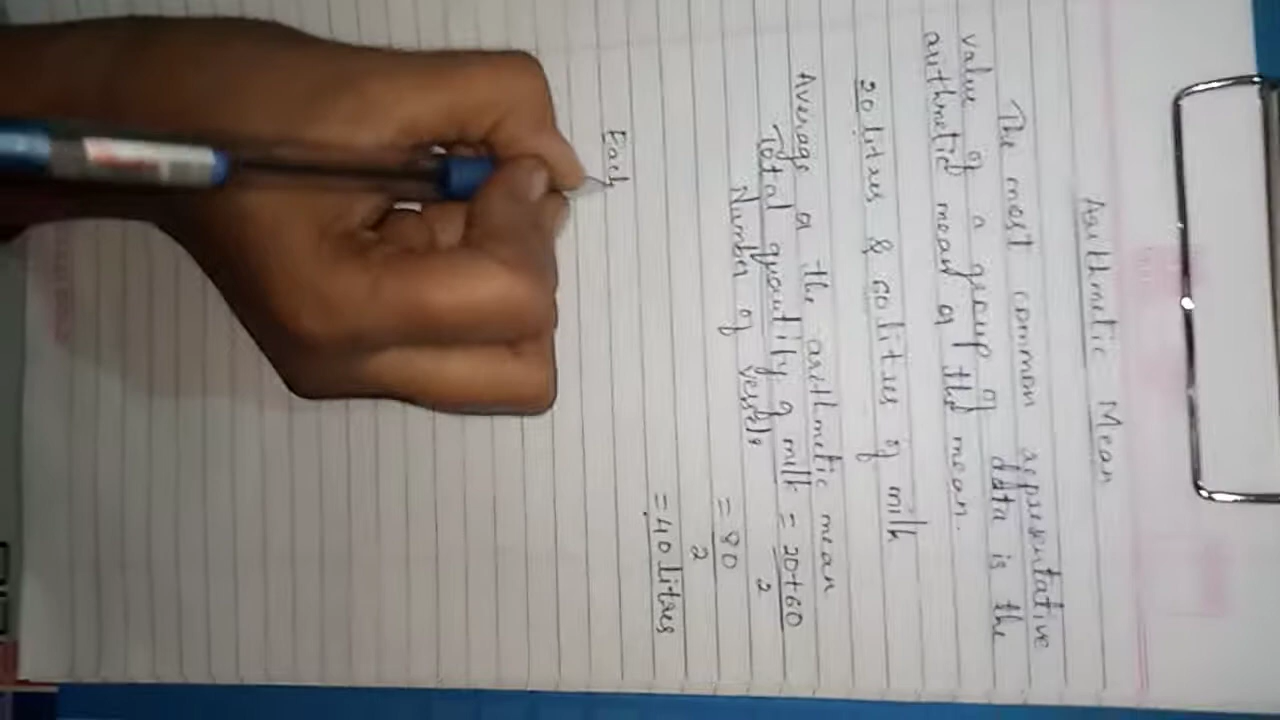 Arithmetic Mean
The most common representative
value of a group of data is the
arithmetic mean or the mean.
20 litres & 60 litres of milk
Average or the arithmetic mean
Total quantity of milk = 20+60
Number of vessels 2
= 80
2
= 40 litres
Each